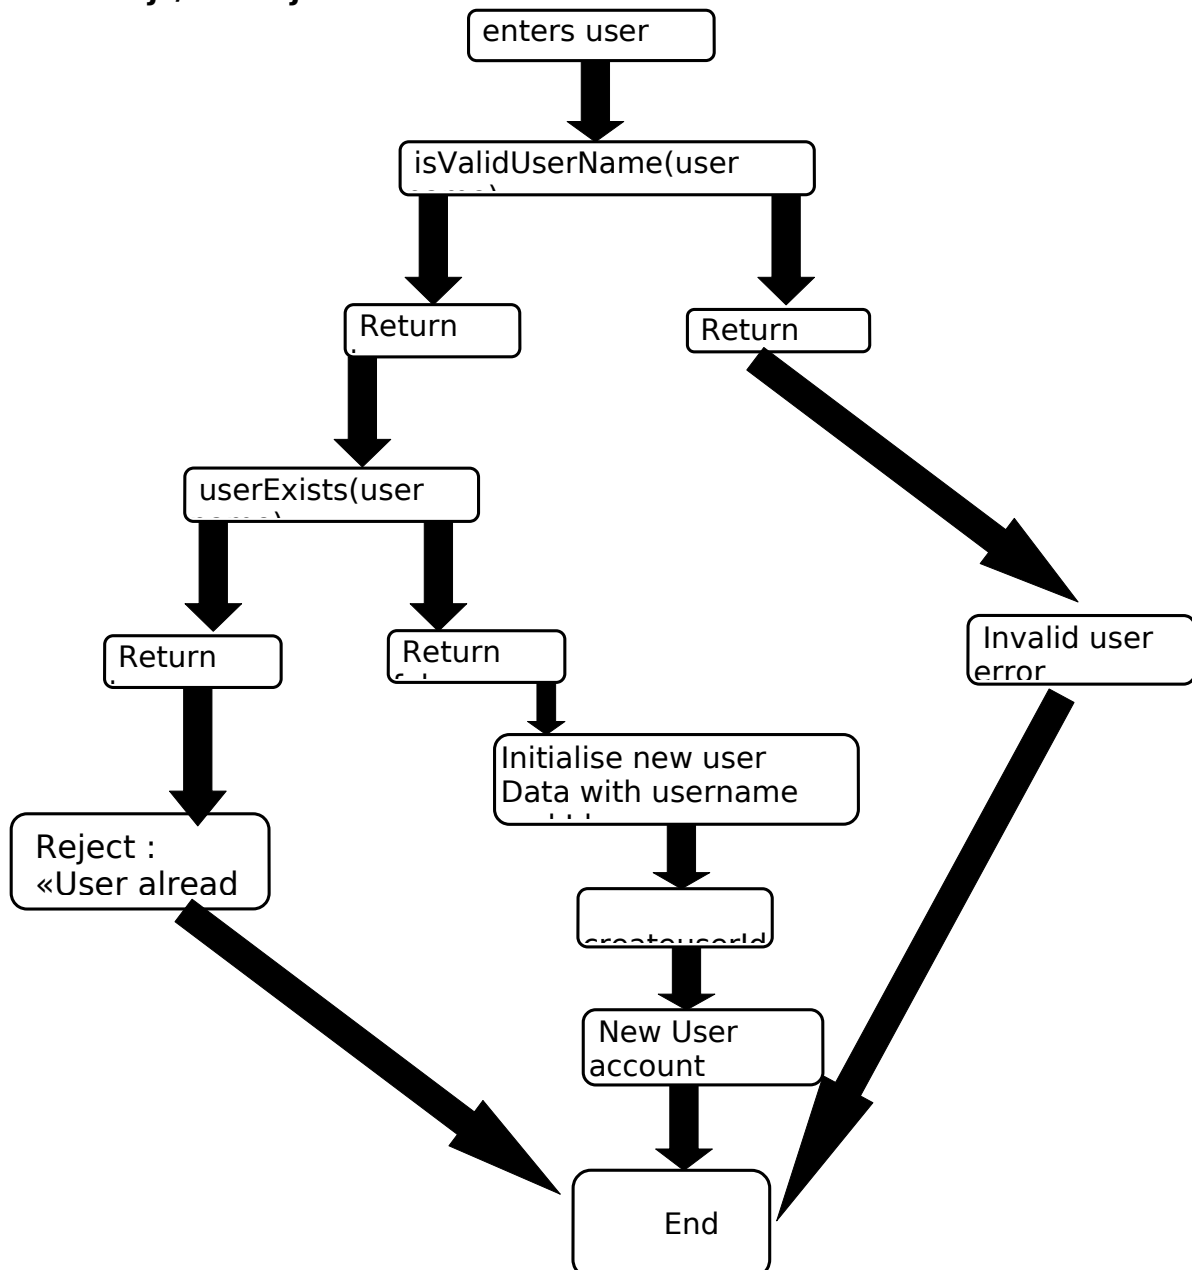 enters user
isValidUserName(user
Return
Return
userExists(user
Return
Return
Invalid user
error
Initialise new user
Data with username
Reject :
«User alread
createuserId
New User
account
End